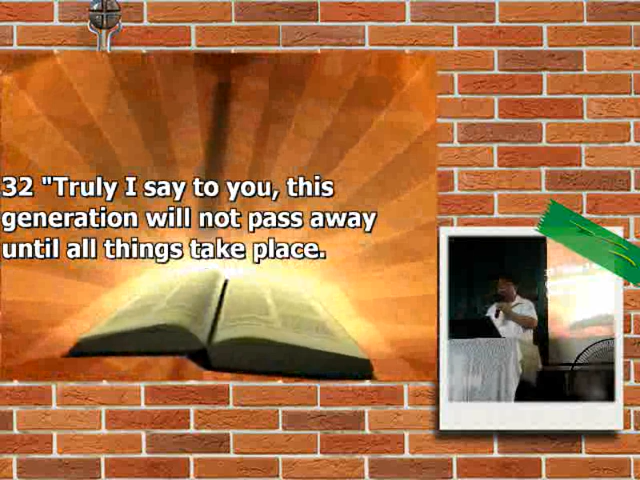 32 "Truly I say to you, this
generation will not pass away
until all things take place.